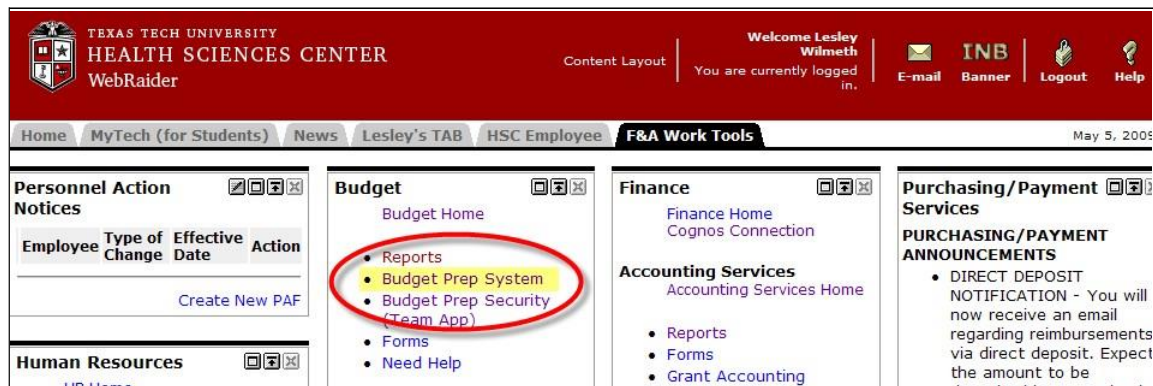 TEXAS TECH UNIVERSITY
HEALTH SCIENCES CENTER
WebRaider
Content Layout
Welcome Lesley
Wilmeth
You are currently logged
in.
E-mail
INB
Banner
Logout
Help
Home
MyTech (for Students)
News
Lesley's TAB
HSC Employee
F&A Work Tools
May 5, 2009
Personnel Action
Notices
Employee Type of Change Effective Date Action
Create New PAF
Human Resources
HR Home
Budget
Budget Home
• Reports
• Budget Prep System
• Budget Prep Security
(Team App)
• Forms
• Need Help
Finance
Finance Home
Cognos Connection
Accounting Services
Accounting Services Home
• Reports
• Forms
• Grant Accounting
Purchasing/Payment
Services
PURCHASING/PAYMENT
ANNOUNCEMENTS
• DIRECT DEPOSIT
NOTIFICATION - You will
now receive an email
regarding reimbursements
via direct deposit. Expect
the amount to be